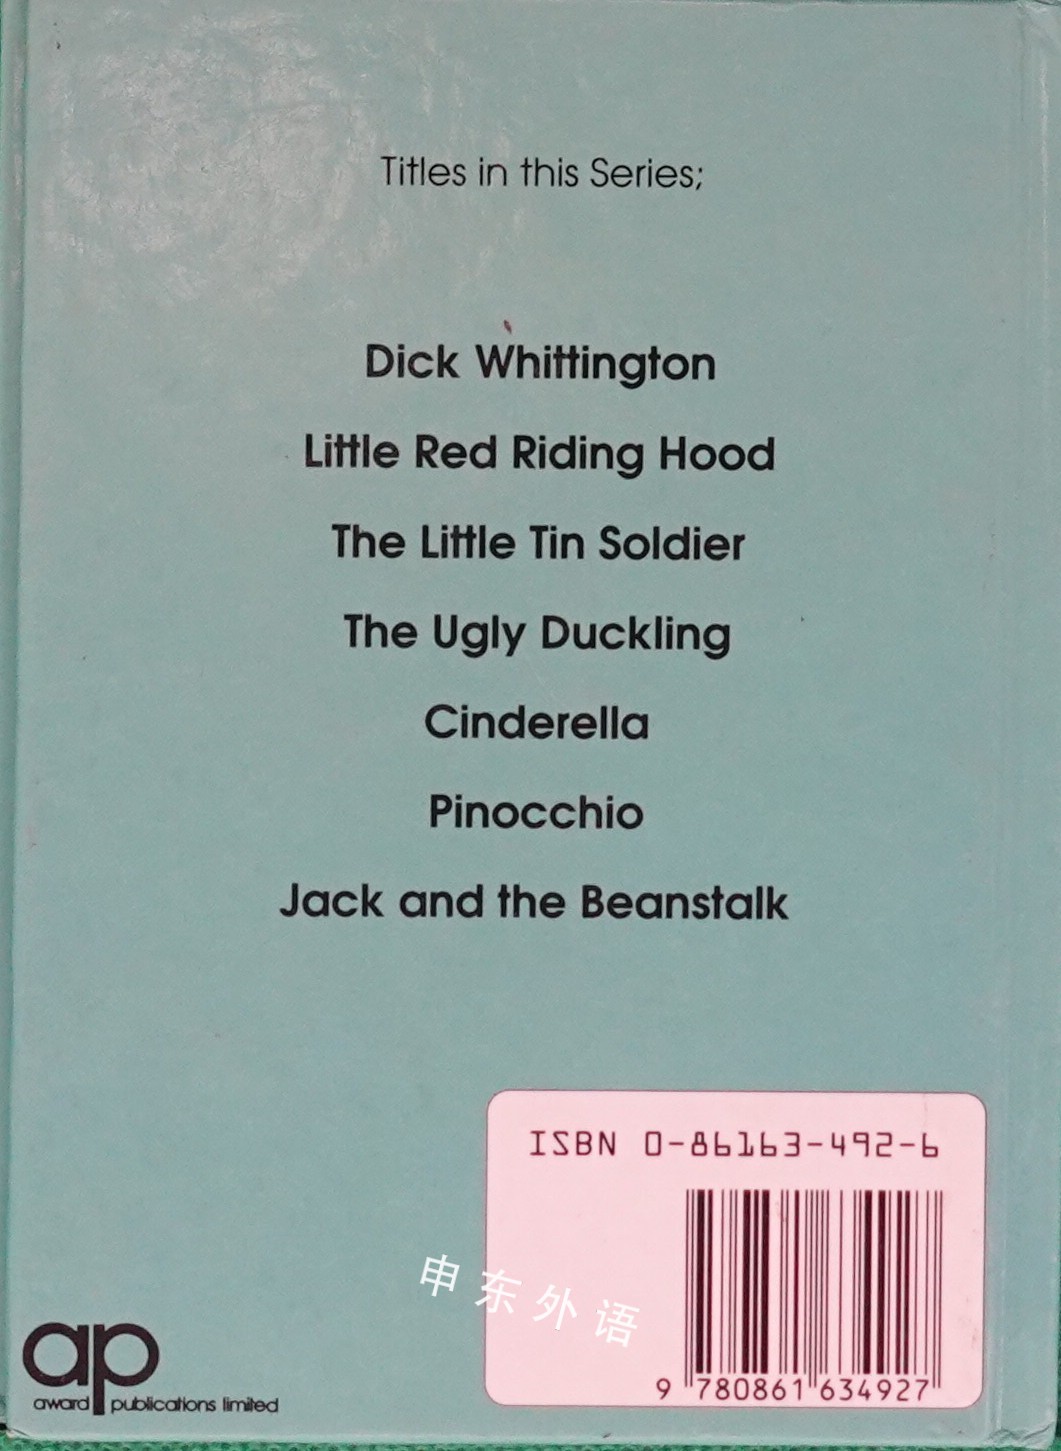 Titles in this Series;
Dick Whittington
Little Red Riding Hood
The Little Tin Soldier
The Ugly Duckling
Cinderella
Pinocchio
Jack and the Beanstalk
ISBN 0-86163-492-6
申东外语
9 780861 634927
ap
award publications limited